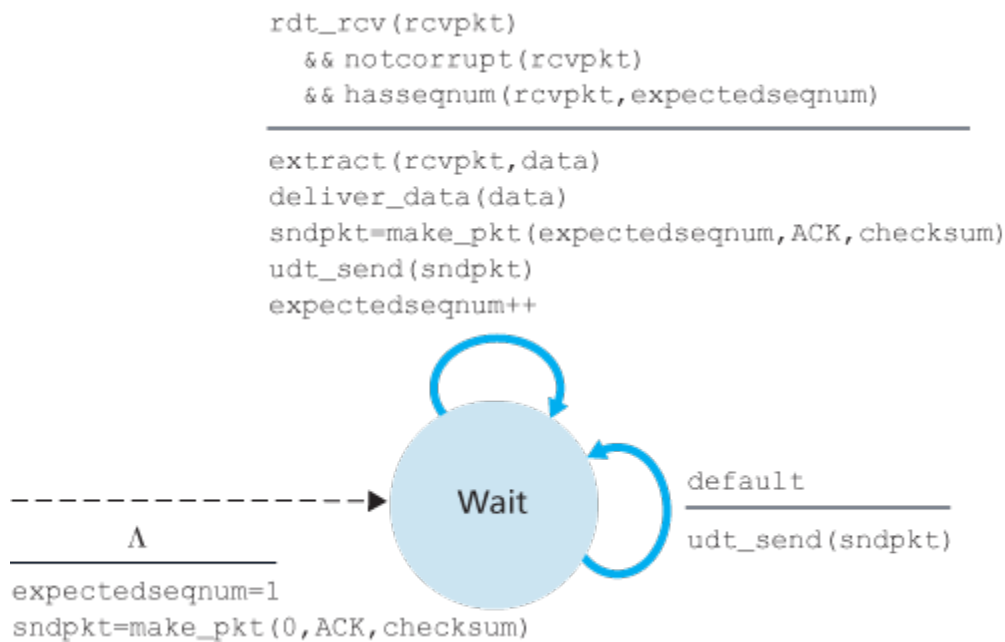 rdt_rcv(rcvpkt)
&& notcorrupt(rcvpkt)
&& hasseqnum(rcvpkt,expectedseqnum)
extract(rcvpkt,data)
deliver_data(data)
sndpkt=make_pkt(expectedseqnum,ACK,checksum)
udt_send(sndpkt)
expectedseqnum++
Wait
default
udt_send(sndpkt)
Λ
expectedseqnum=1
sndpkt=make_pkt(0,ACK,checksum)